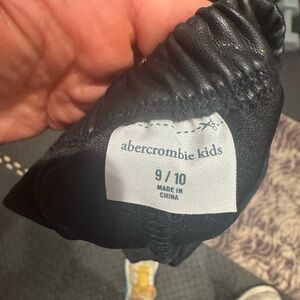 abercrombie kids
9 / 10
MADE IN
CHINA